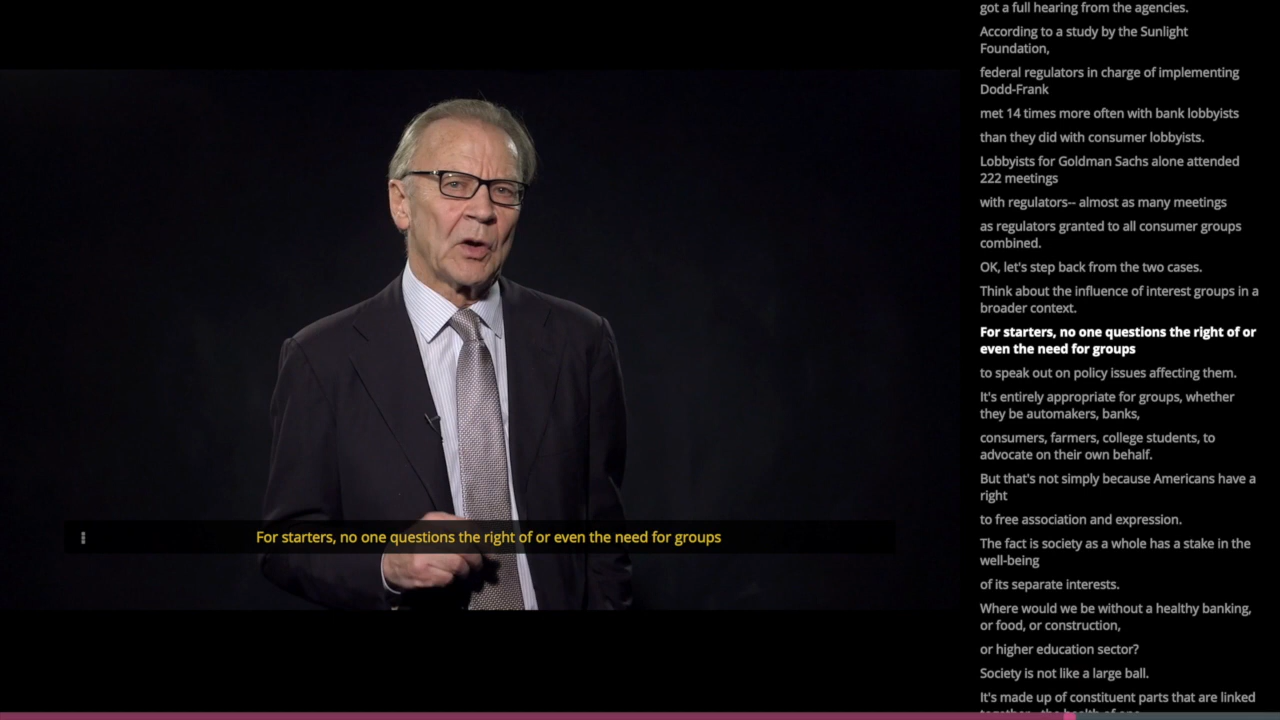 got a full hearing from the agencies.
According to a study by the Sunlight
Foundation,
federal regulators in charge of implementing
Dodd-Frank
met 14 times more often with bank lobbyists
than they did with consumer lobbyists.
Lobbyists for Goldman Sachs alone attended
222 meetings
with regulators-- almost as many meetings
as regulators granted to all consumer groups
combined.
OK, let's step back from the two cases.
Think about the influence of interest groups in a
broader context.
For starters, no one questions the right of or
even the need for groups
to speak out on policy issues affecting them.
It's entirely appropriate for groups, whether
they be automakers, banks,
consumers, farmers, college students, to
advocate on their own behalf.
But that's not simply because Americans have a
right
to free association and expression.
The fact is society as a whole has a stake in the
well-being
of its separate interests.
Where would we be without a healthy banking,
or food, or construction,
or higher education sector?
Society is not like a large ball.
It's made up of constituent parts that are linked
For starters, no one questions the right of or even the need for groups